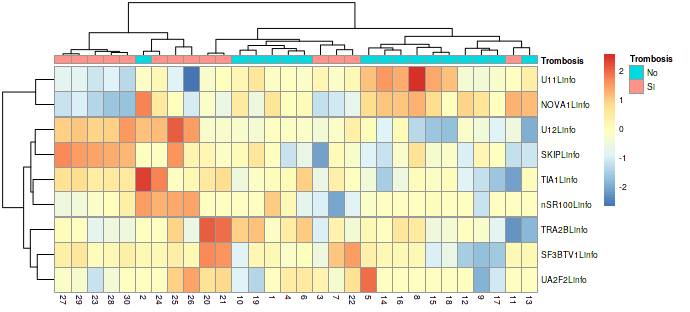 Trombosis
Trombosis
No
SI
2
1
0
-1
-2
U11Linfo
NOVA1Linfo
U12Linfo
SKIPLinfo
TIA1Linfo
nSR100Linfo
TRA2BLinfo
SF3BTV1Linfo
UA2F2Linfo
27 29 23 28 30 2 24 25 26 20 21 10 19 1 4 6 3 7 22 5 14 16 8 15 18 12 9 17 11 13